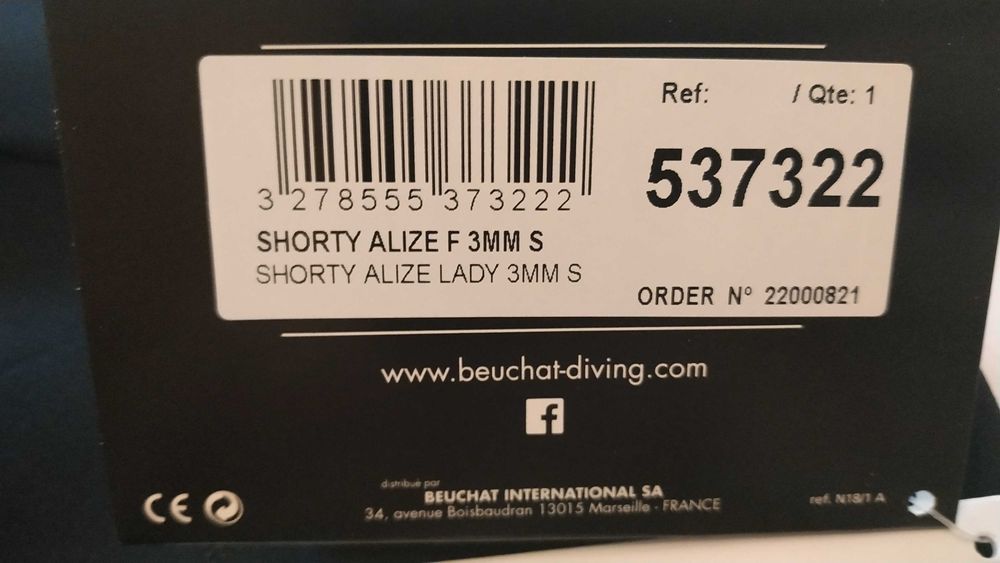 Ref: / Qte: 1
537322
3 278555 373222
SHORTY ALIZE F 3MM S
SHORTY ALIZE LADY 3MM S
ORDER Nº 22000821
www.beuchat-diving.com
f
distribué par
BEUCHAT INTERNATIONAL SA
34, avenue Boisbaudran 13015 Marseille - FRANCE
CE
ref. N18/1 A